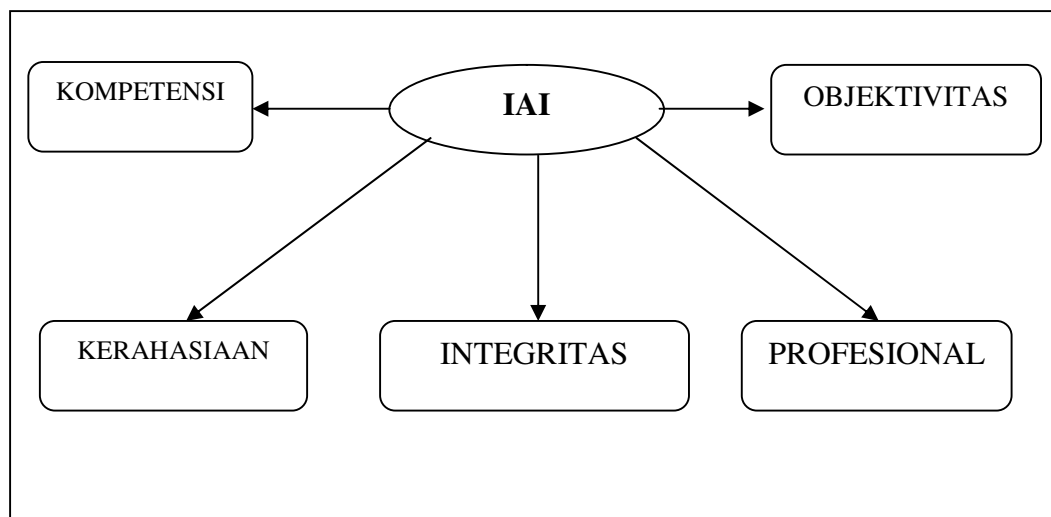 KOMPETENSI
IAI
OBJEKTIVITAS
KERAHASIAAN
INTEGRITAS
PROFESIONAL